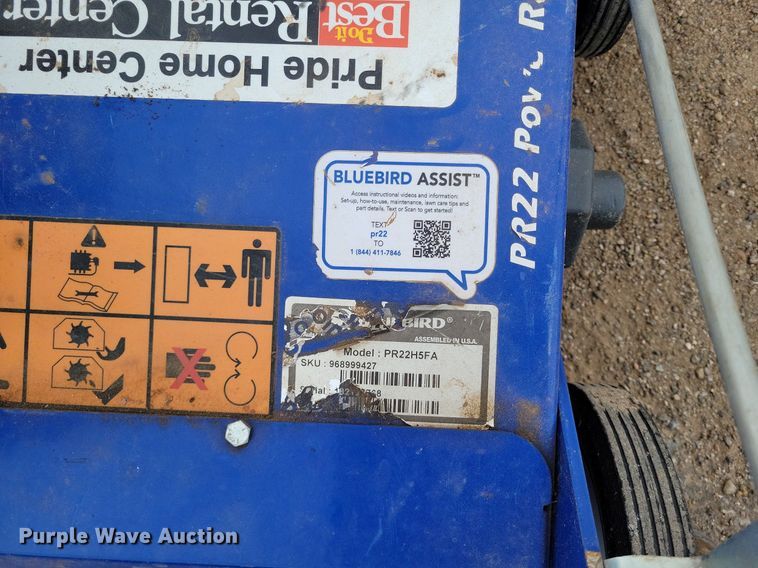 Pride Home Center
Do it
Best Rental Center
PR22
BLUEBIRD ASSIST™
Access instructional videos and information:
Set-up, how-to-use, maintenance, lawn care tips and
part details, Text or Scan to get started!
TEXT
pr22
TO
1 (844) 411-7846
BIRD®
ASSEMBLED IN U.S.A.
Model : PR22H5FA
SKU : 968999427
Purple Wave Auction